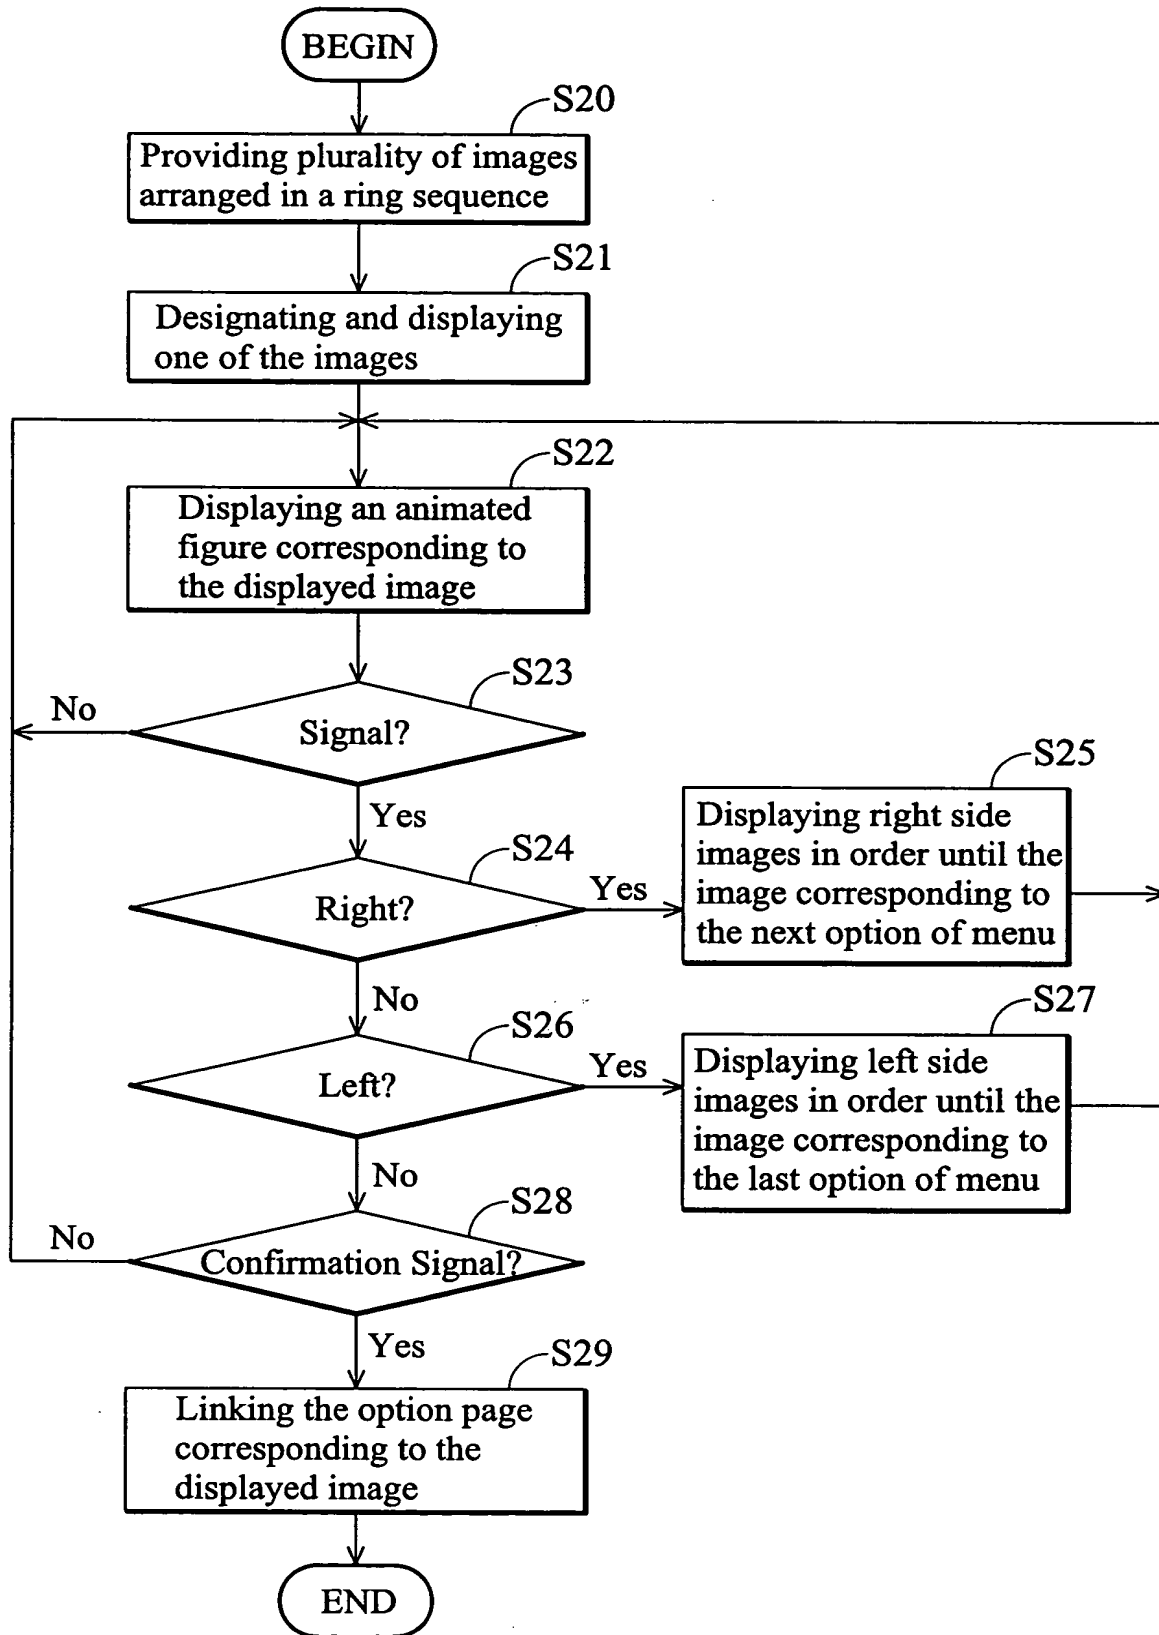 BEGIN
S20
Providing plurality of images
arranged in a ring sequence
S21
Designating and displaying
one of the images
S22
Displaying an animated
figure corresponding to
the displayed image
S23
No
Signal?
Yes
S25
Displaying right side
images in order until the
image corresponding to
the next option of menu
S24
Right?
Yes
No
S27
Displaying left side
images in order until the
image corresponding to
the last option of menu
S26
Left?
Yes
No
S28
No
Confirmation Signal?
Yes
S29
Linking the option page
corresponding to the
displayed image
END